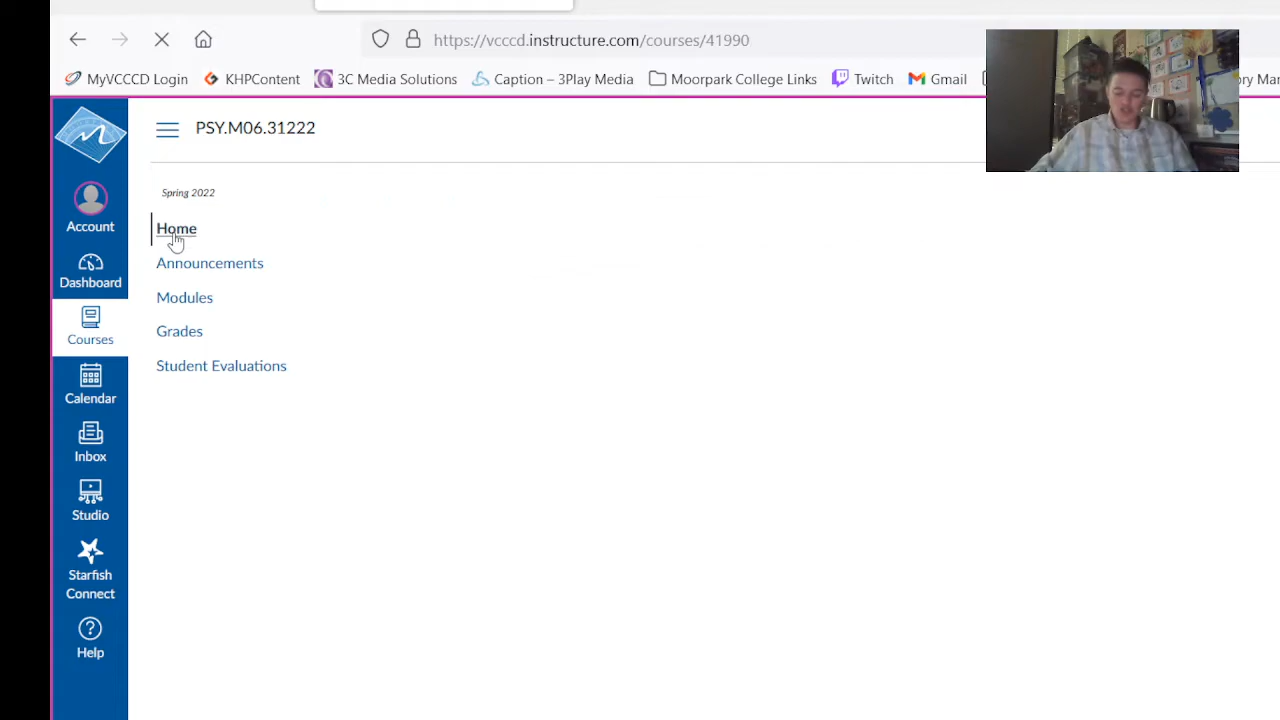 https://vcccd.instructure.com/courses/41990
MyVCCCD Login
KHPContent
3C Media Solutions
Caption – 3Play Media
Moorpark College Links
Twitch
Gmail
ory Mar
PSY.M06.31222
Spring 2022
Home
Announcements
Modules
Grades
Student Evaluations
Account
Dashboard
Courses
Calendar
Inbox
Studio
Starfish
Connect
Help